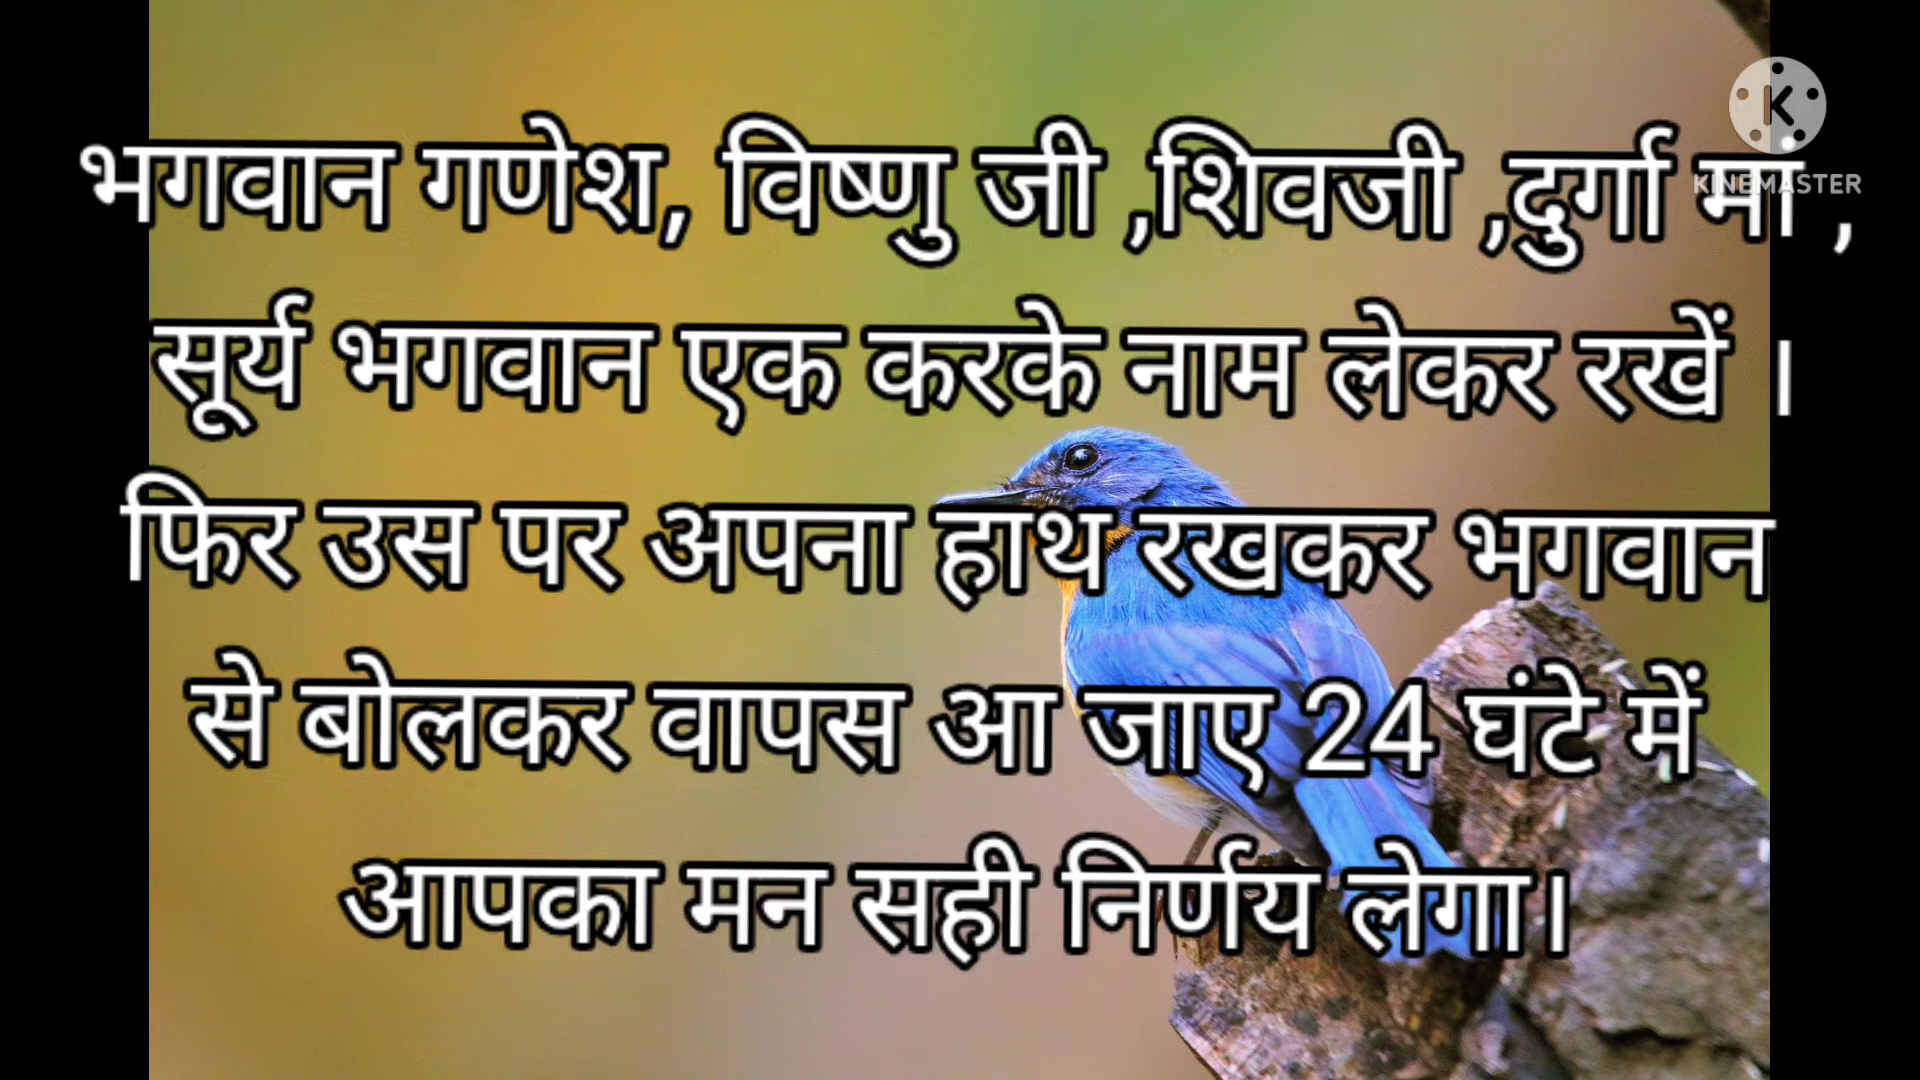 KINEMASTER
भगवान गणेश, विष्णु जी ,शिवजी ,दुर्गा मा ,
सूर्य भगवान एक करके नाम लेकर रखें ।
फिर उस पर अपना हाथ रखकर भगवान
से बोलकर वापस आ जाए 24 घंटे में
आपका मन सही निर्णय लेगा।